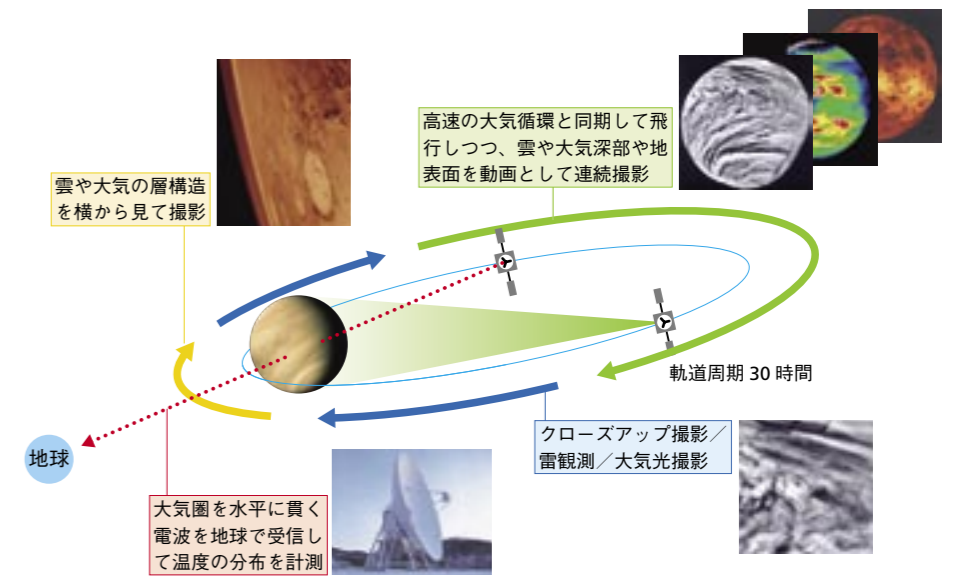 高速の大気循環と同期して飛
行しつつ、雲や大気深部や地
表面を動画として連続撮影
雲や大気の層構造
を横から見て撮影
軌道周期 30 時間
クローズアップ撮影／
雷観測／大気光撮影
地球
大気圏を水平に貫く
電波を地球で受信し
て温度の分布を計測